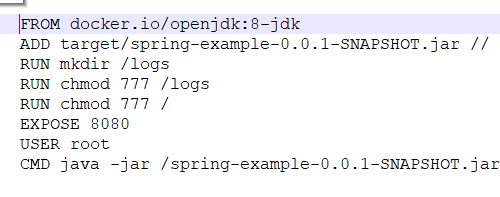 FROM docker.io/openjdk:8-jdk
ADD target/spring-example-0.0.1-SNAPSHOT.jar //
RUN mkdir /logs
RUN chmod 777 /logs
RUN chmod 777 /
EXPOSE 8080
USER root
CMD java -jar /spring-example-0.0.1-SNAPSHOT.jar